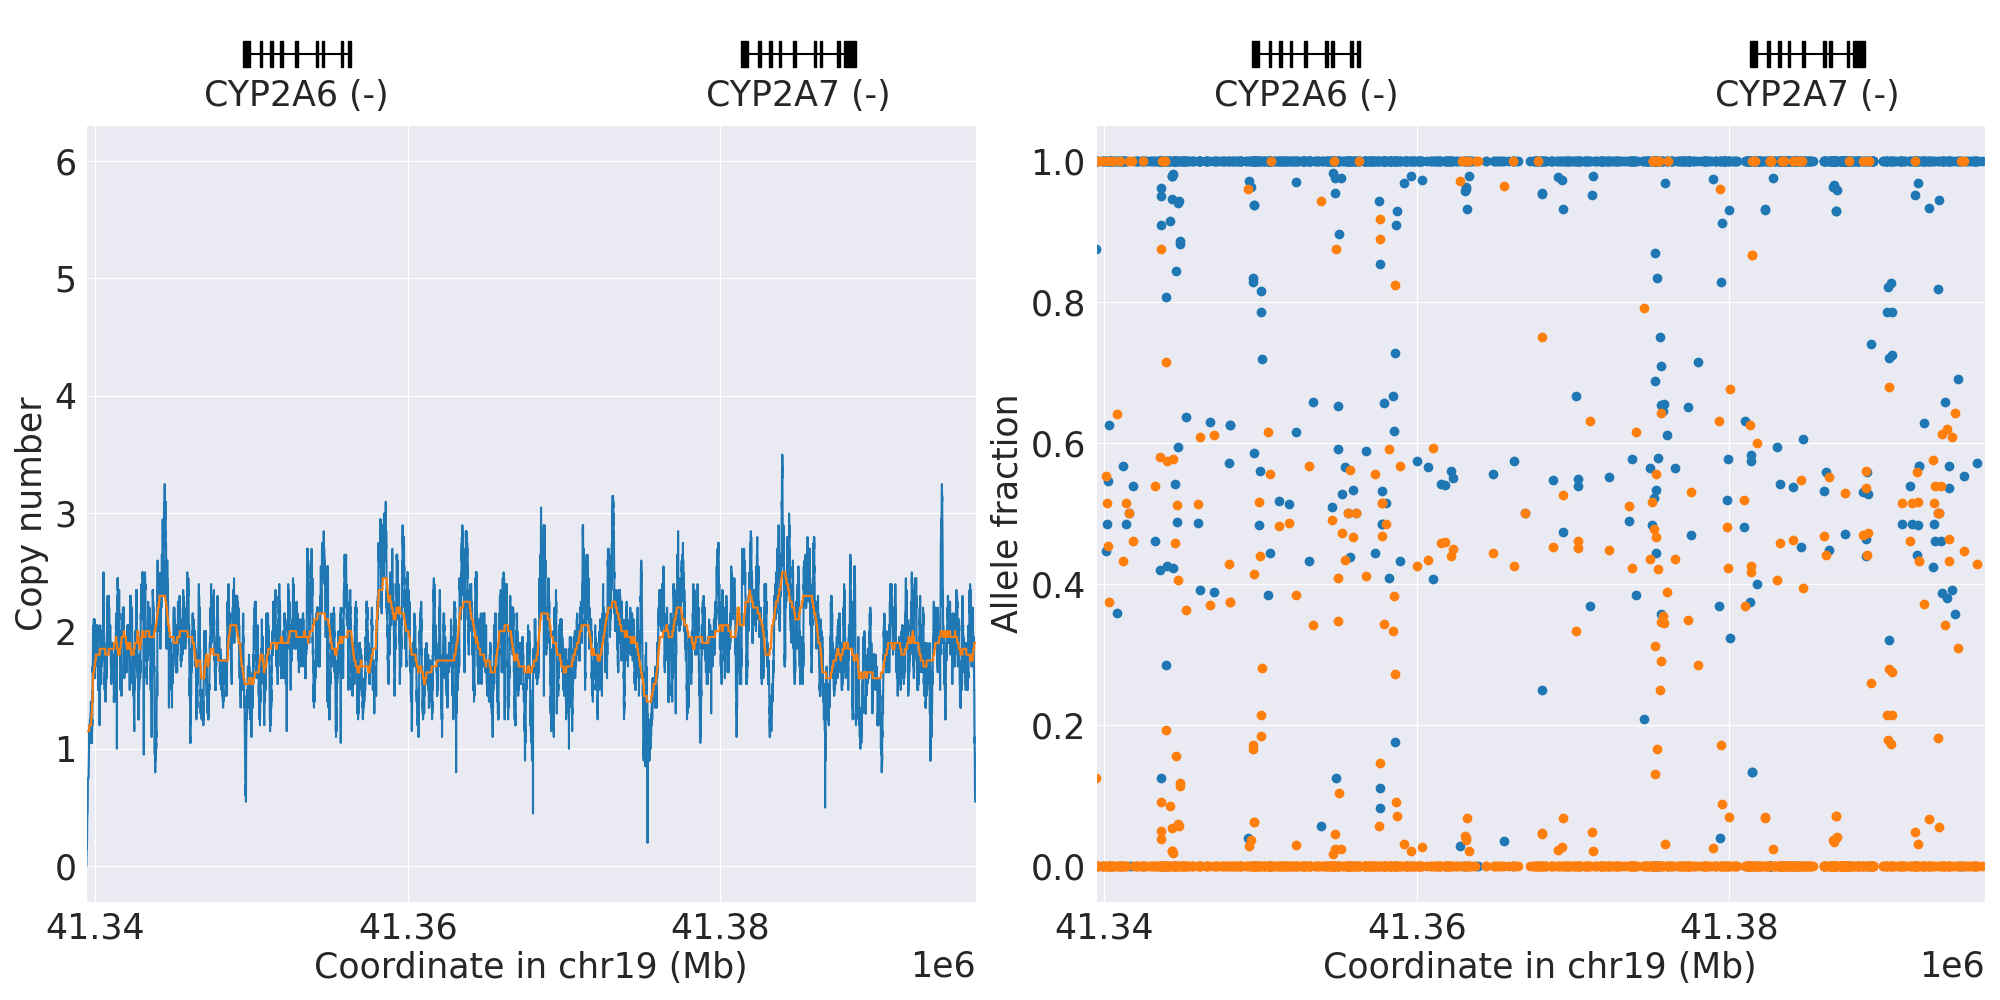 CYP2A6 (-)
CYP2A7 (-)
6
5
4
3
2
1
0
Copy number
41.34
41.36
41.38
Coordinate in chr19 (Mb)
1e6
CYP2A6 (-)
CYP2A7 (-)
1.0
0.8
0.6
0.4
0.2
0.0
Allele fraction
41.34
41.36
41.38
Coordinate in chr19 (Mb)
1e6